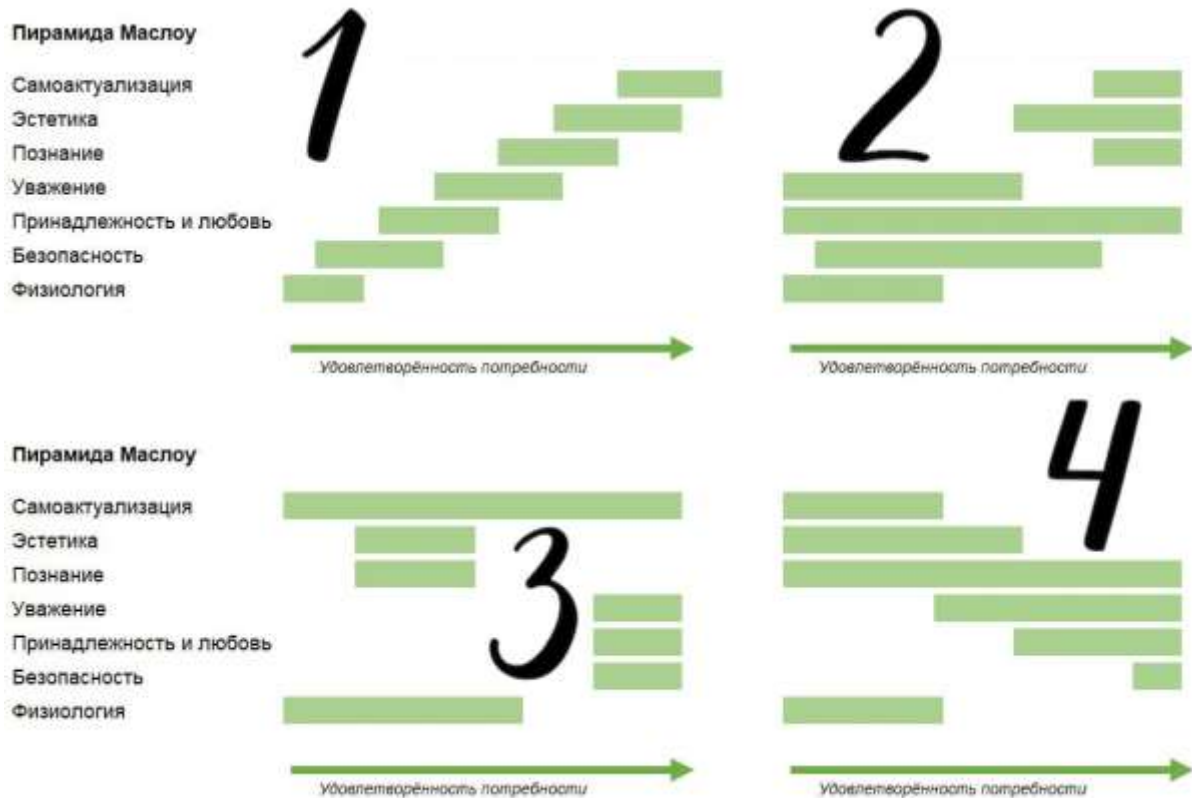 Пирамида Маслоу
1
2
Самоактуализация
Эстетика
Познание
Уважение
Принадлежность и любовь
Безопасность
Физиология
Удовлетворённость потребности
Удовлетворённость потребности
Пирамида Маслоу
3
4
Самоактуализация
Эстетика
Познание
Уважение
Принадлежность и любовь
Безопасность
Физиология
Удовлетворённость потребности
Удовлетворённость потребности